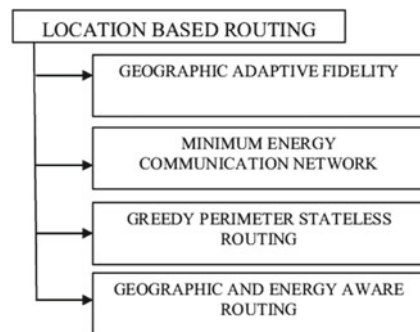 LOCATION BASED ROUTING
GEOGRAPHIC ADAPTIVE FIDELITY
MINIMUM ENERGY
COMMUNICATION NETWORK
GREEDY PERIMETER STATELESS
ROUTING
GEOGRAPHIC AND ENERGY AWARE
ROUTING